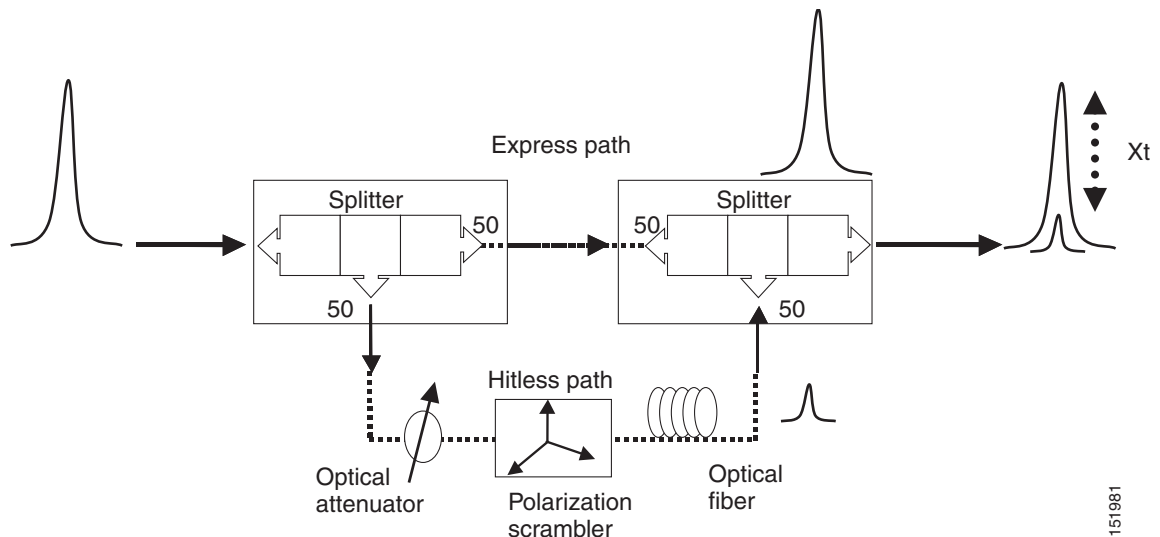 Express path
Xt
Splitter
50
50
Splitter
50
50
Hitless path
Optical
attenuator
Polarization
scrambler
Optical
fiber
151981